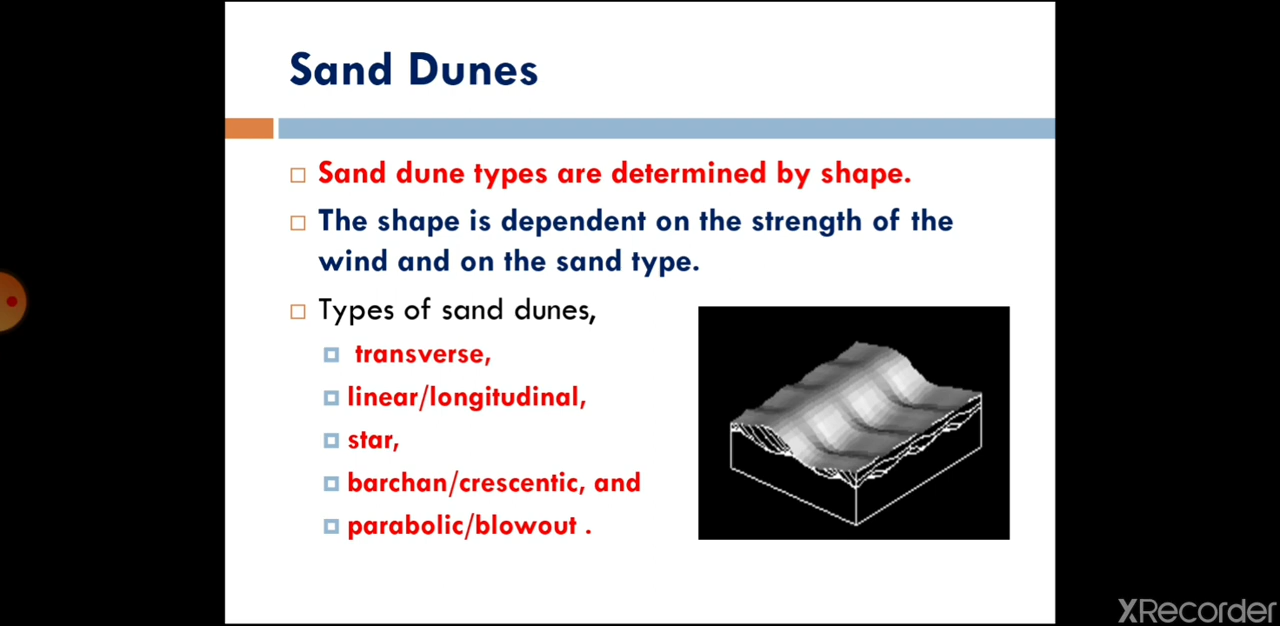 Sand Dunes
Sand dune types are determined by shape.
The shape is dependent on the strength of the
wind and on the sand type.
Types of sand dunes,
transverse,
linear/longitudinal,
star,
barchan/crescentic, and
parabolic/blowout .
XRecorder